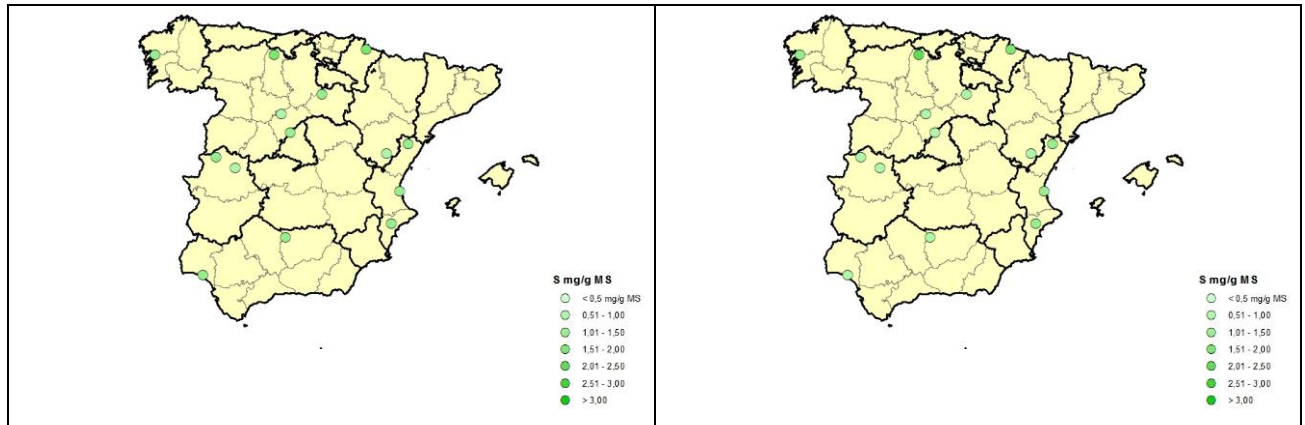 S mg/g MS
< 0,5 mg/g MS
0,51 - 1,00
1,01 - 1,50
1,51 - 2,00
2,01 - 2,50
2,51 - 3,00
> 3,00
S mg/g MS
< 0,5 mg/g MS
0,51 - 1,00
1,01 - 1,50
1,51 - 2,00
2,01 - 2,50
2,51 - 3,00
> 3,00